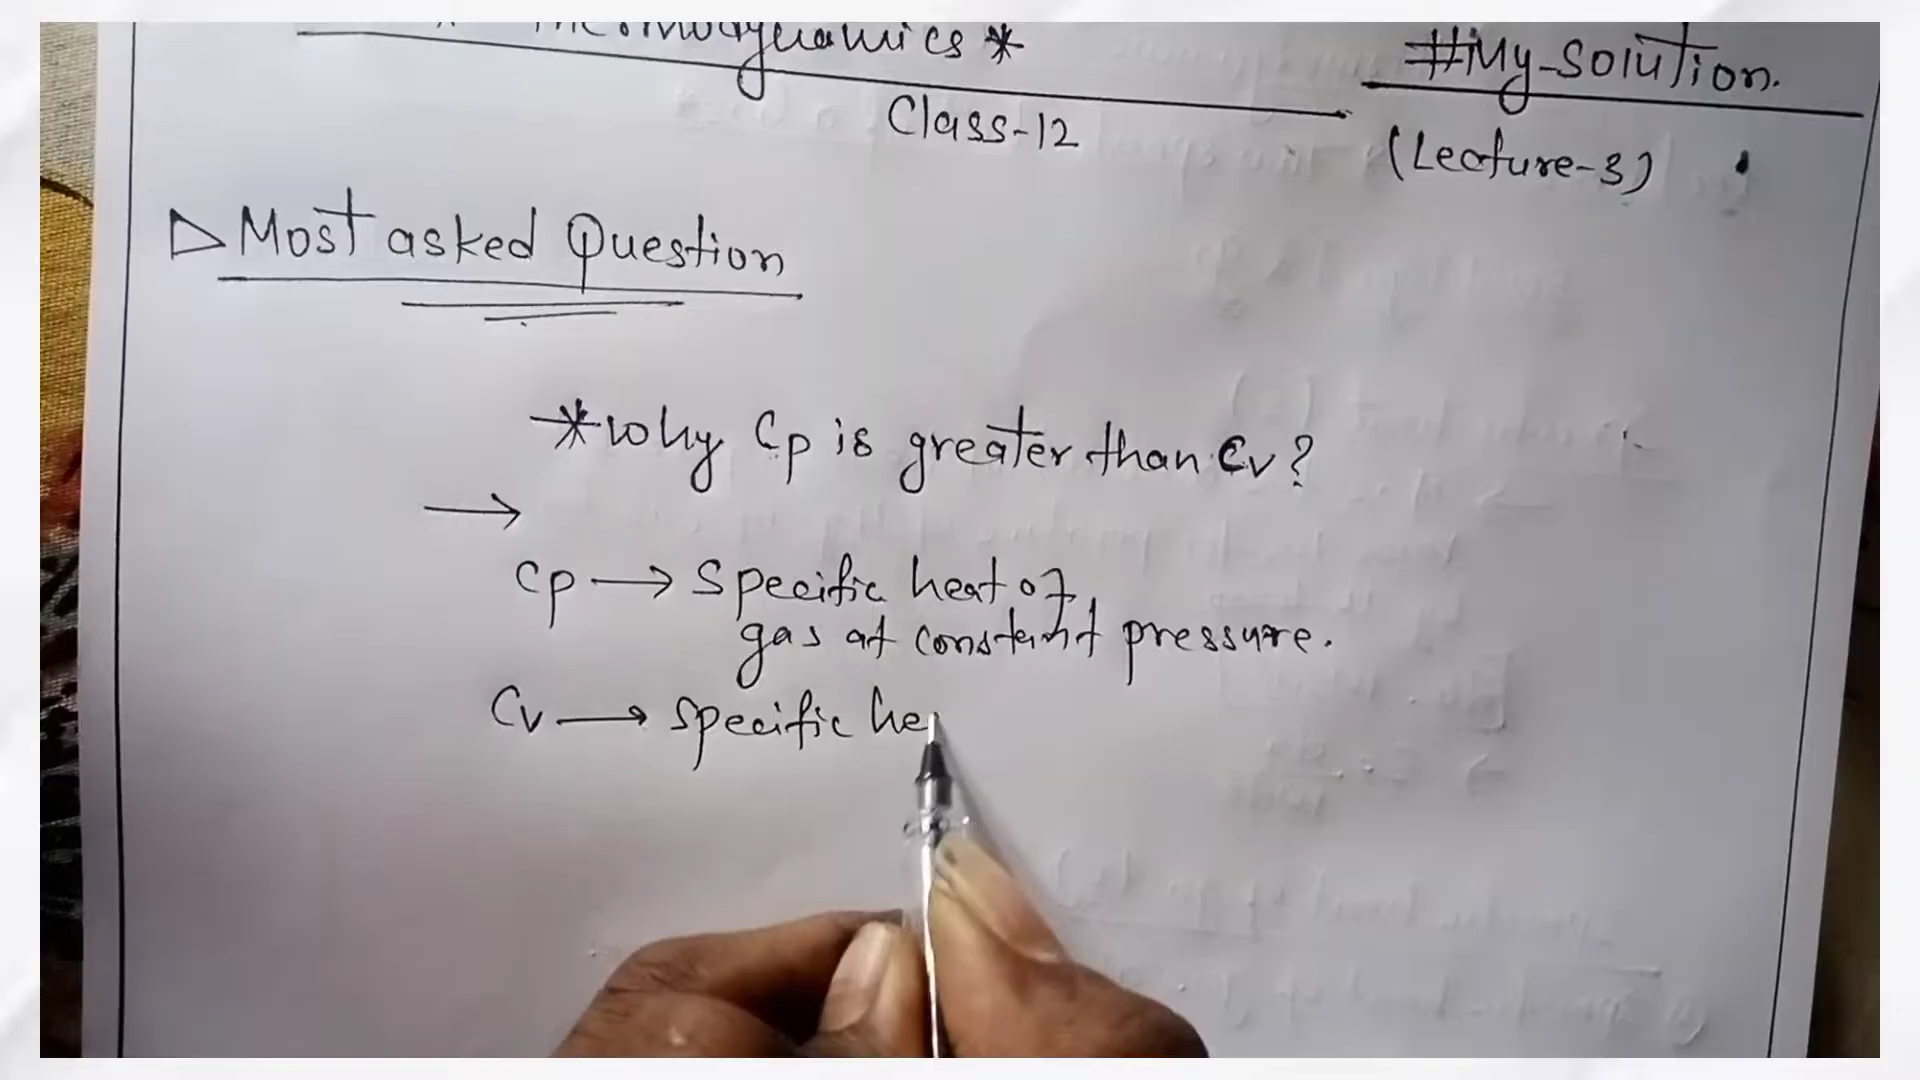 * Thermodynamics *
#My-Solution.
Class-12
(Lecture-3)
Most asked Question
*why Cp is greater than Cv?
Cp → Specific heat of
gas at constant pressure.
Cv → specific he